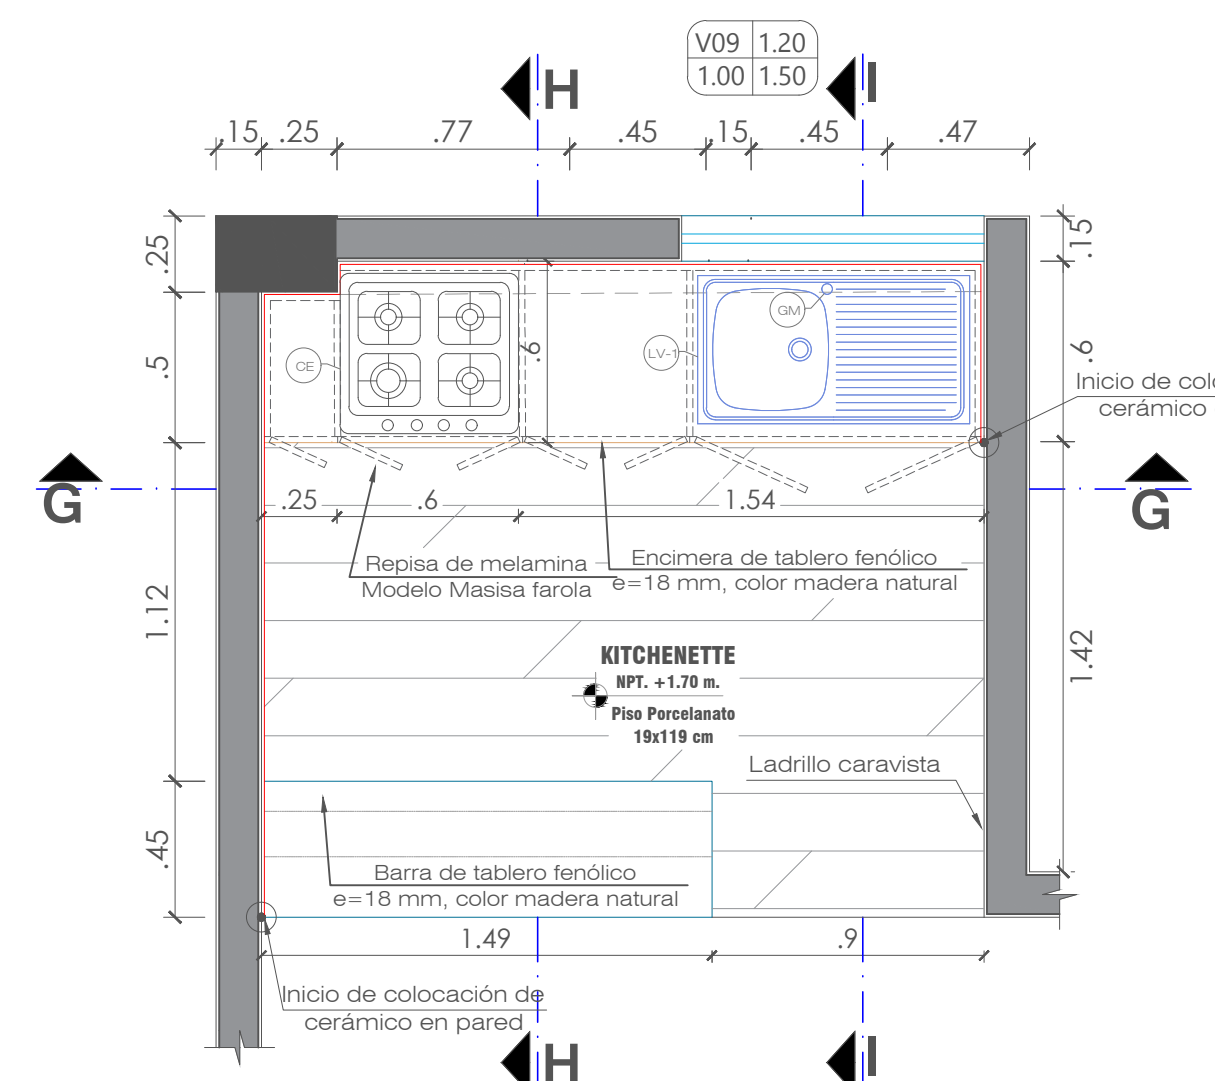 V09 1.20
1.00 1.50
H I
.15 .25 .77 .45 .15 .45 .47
.25
.15
.5
.6
.6
CE
LV-1
GM
Inicio de colo
cerámico
G
G
.25 .6 1.54
Repisa de melamina
Modelo Masisa farola
Encimera de tablero fenólico
e=18 mm, color madera natural
1.12
1.42
KITCHENETTE
NPT. +1.70 m.
Piso Porcelanato
19x119 cm
Ladrillo caravista
.45
Barra de tablero fenólico
e=18 mm, color madera natural
1.49 .9
Inicio de colocación de
cerámico en pared
H I